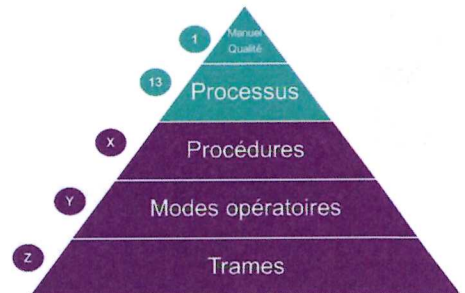 1
Manuel
Qualité
13
Processus
X
Procédures
Y
Modes opératoires
Z
Trames